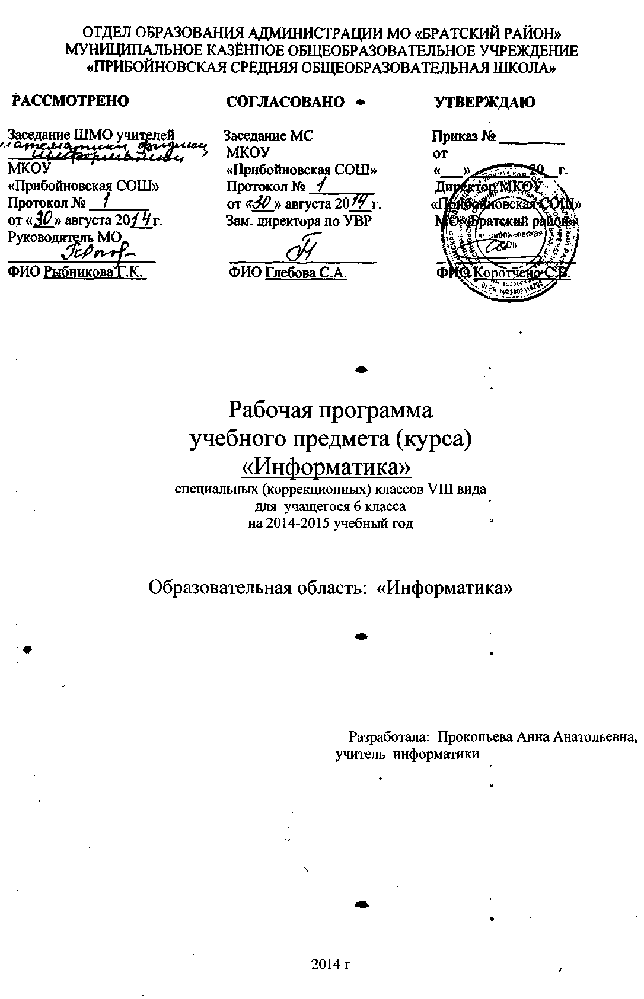 ОТДЕЛ ОБРАЗОВАНИЯ АДМИНИСТРАЦИИ МО «БРАТСКИЙ РАЙОН»
МУНИЦИПАЛЬНОЕ КАЗЁННОЕ ОБЩЕОБРАЗОВАТЕЛЬНОЕ УЧРЕЖДЕНИЕ
«ПРИБОЙНОВСКАЯ СРЕДНЯЯ ОБЩЕОБРАЗОВАТЕЛЬНАЯ ШКОЛА»
РАССМОТРЕНО
Заседание ШМО учителей
математики, физики,
информатики
МКОУ
«Прибойновская СОШ»
Протокол № 1
от «30» августа 2014г.
Руководитель МО
ФИО Рыбникова Г.К.
СОГЛАСОВАНО
Заседание МС
МКОУ
«Прибойновская СОШ»
Протокол № 1
от «30» августа 2014г.
Зам. директора по УВР
ФИО Глебова С.А.
УТВЕРЖДАЮ
Приказ № ________
от
«___» ________ 20__г.
Директор МКОУ
«Прибойновская СОШ»
МО «Братский район»
ФИО Коротченко С.В.
Рабочая программа
учебного предмета (курса)
«Информатика»
специальных (коррекционных) классов VIII вида
для учащегося 6 класса
на 2014-2015 учебный год
Образовательная область: «Информатика»
Разработала: Прокопьева Анна Анатольевна,
учитель информатики
2014 г